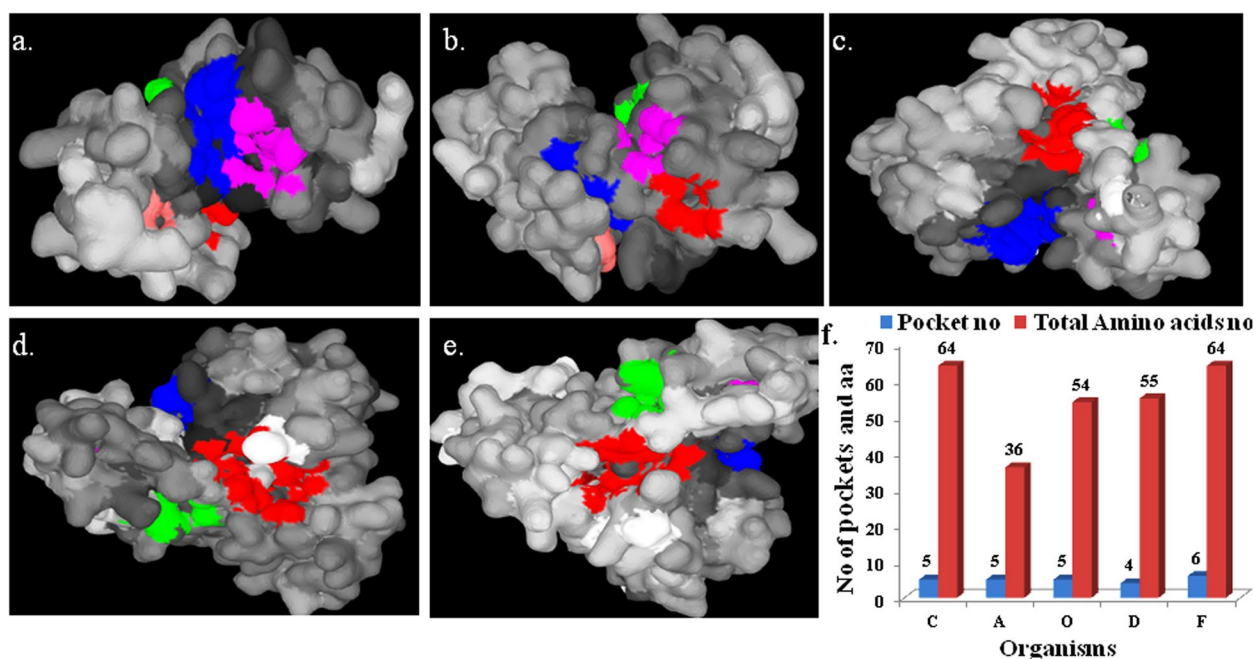 a.
b.
c.
d.
e.
f.
Pocket no Total Amino acids no
No of pockets and aa
70
60
50
40
30
20
10
0
5 64
5 36
5 54
4 55
6 64
C A O D F
Organisms